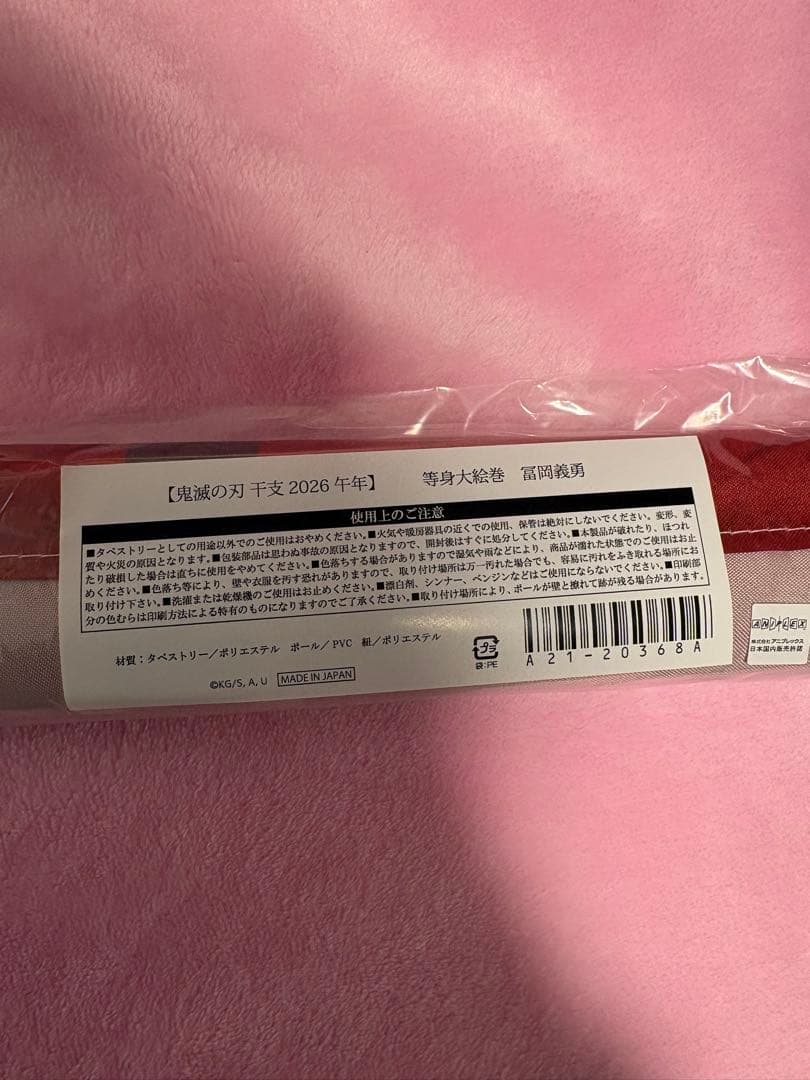 【鬼滅の刃 干支 2026 午年】 等身大絵巻 冨岡義勇
使用上のご注意
■タペストリーとしての用途以外でのご使用はおやめください。■火気や暖房器具の近くでの使用、保管は絶対にしないでください。変形、変
質や火災の原因となります。■包装部品は思わぬ事故の原因となりますので、開封後はすぐに処分してください。■本製品が破れたり、ほつれ
たり破損した場合は直ちに使用をやめてください。■色落ちする場合がありますので湿気や雨などにより、商品が濡れた状態でのご使用はお止
めください。■色落ち等により、壁や衣服を汚す恐れがありますので、取り付け場所は万一汚れた場合でも、容易に汚れをふき取れる場所にお
取り付け下さい。■洗濯または乾燥機のご使用はお止めください。■漂白剤、シンナー、ベンジンなどはご使用にならないでください。■印刷部
分の色むらは印刷方法による特有のものになりますのでご了承ください。■取り付け場所により、ポールが壁と擦れて跡が残る場合があります。
材質:タペストリー/ポリエステル ポール/PVC 紐/ポリエステル
プラ
袋:PE
A21-20368A
©KG/S, A, U MADE IN JAPAN
ANIPLEX
株式会社アニプレックス
日本国内販売許諾